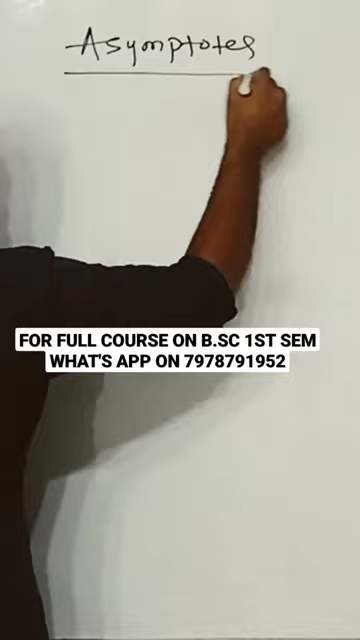 Asymptotes
FOR FULL COURSE ON B.SC 1ST SEM
WHAT'S APP ON 7978791952